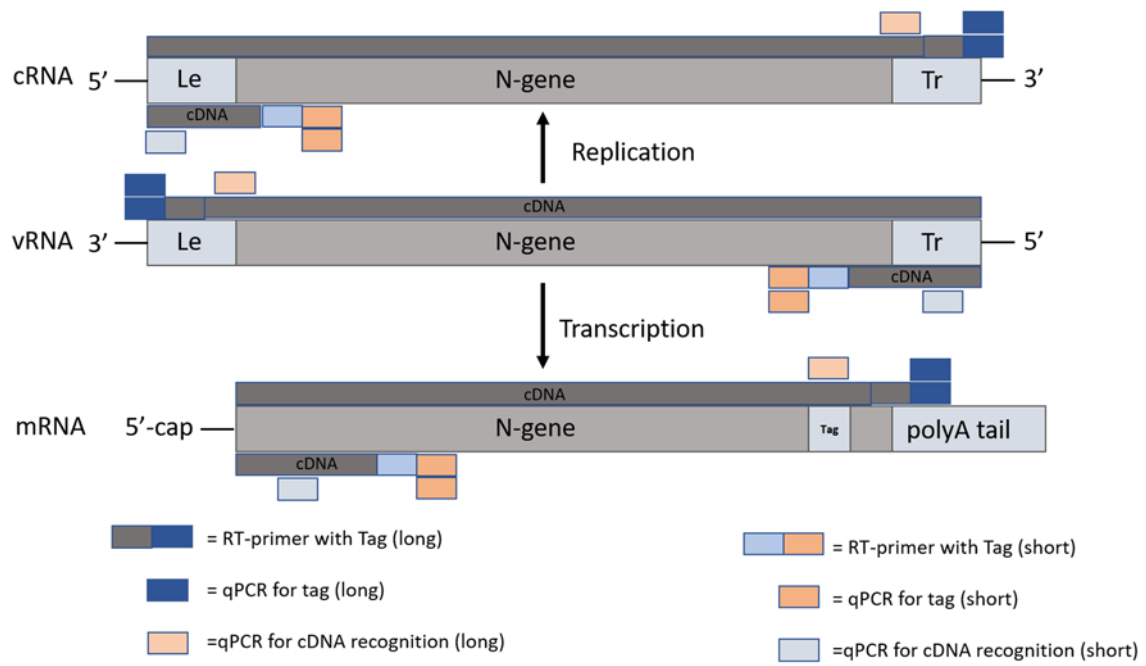 cRNA 5’ Le N-gene Tr 3’
cDNA
Replication
cDNA
vRNA 3’ Le N-gene Tr 5’
cDNA
Transcription
cDNA
mRNA 5’-cap N-gene Tag polyA tail
cDNA
= RT-primer with Tag (long)
= RT-primer with Tag (short)
= qPCR for tag (long)
= qPCR for tag (short)
=qPCR for cDNA recognition (long)
=qPCR for cDNA recognition (short)